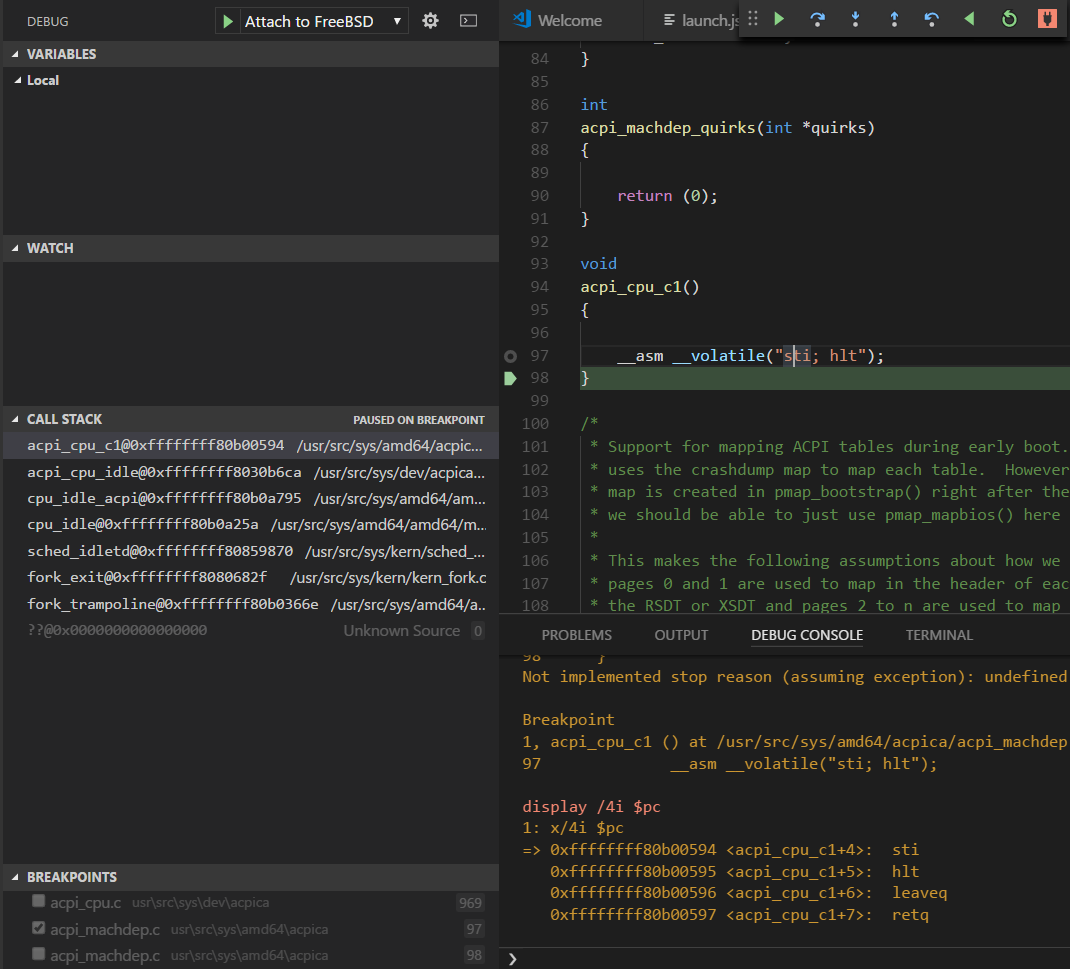 DEBUG
Attach to FreeBSD
VARIABLES
Local
WATCH
CALL STACK PAUSED ON BREAKPOINT
acpi_cpu_c1@0xffffffff80b00594 /usr/src/sys/amd64/acpic...
acpi_cpu_idle@0xffffffff8030b6ca /usr/src/sys/dev/acpica...
cpu_idle_acpi@0xffffffff80b0a795 /usr/src/sys/amd64/am...
cpu_idle@0xffffffff80b0a25a /usr/src/sys/amd64/amd64/m...
sched_idletd@0xffffffff80859870 /usr/src/sys/kern/sched_...
fork_exit@0xffffffff8080682f /usr/src/sys/kern/kern_fork.c
fork_trampoline@0xffffffff80b0366e /usr/src/sys/amd64/a...
??@0x0000000000000000 Unknown Source 0
BREAKPOINTS
acpi_cpu.c usr\src\sys\dev\acpica 969
acpi_machdep.c usr\src\sys\amd64\acpica 97
acpi_machdep.c usr\src\sys\amd64\acpica 98
Welcome launch.js
84 }
85
86 int
87 acpi_machdep_quirks(int *quirks)
88 {
89
90 return (0);
91 }
92
93 void
94 acpi_cpu_c1()
95 {
96
97 __asm __volatile("sti; hlt");
98 }
99
100 /*
101 * Support for mapping ACPI tables during early boot.
102 * uses the crashdump map to map each table.  However
103 * map is created in pmap_bootstrap() right after the
104 * we should be able to just use pmap_mapbios() here
105 *
106 * This makes the following assumptions about how we
107 * pages 0 and 1 are used to map in the header of eac
108 * the RSDT or XSDT and pages 2 to n are used to map
PROBLEMS OUTPUT DEBUG CONSOLE TERMINAL
98 }
Not implemented stop reason (assuming exception): undefined
Breakpoint
1, acpi_cpu_c1 () at /usr/src/sys/amd64/acpica/acpi_machdep
97 __asm __volatile("sti; hlt");
display /4i $pc
1: x/4i $pc
=> 0xffffffff80b00594 <acpi_cpu_c1+4>: sti
0xffffffff80b00595 <acpi_cpu_c1+5>: hlt
0xffffffff80b00596 <acpi_cpu_c1+6>: leaveq
0xffffffff80b00597 <acpi_cpu_c1+7>: retq